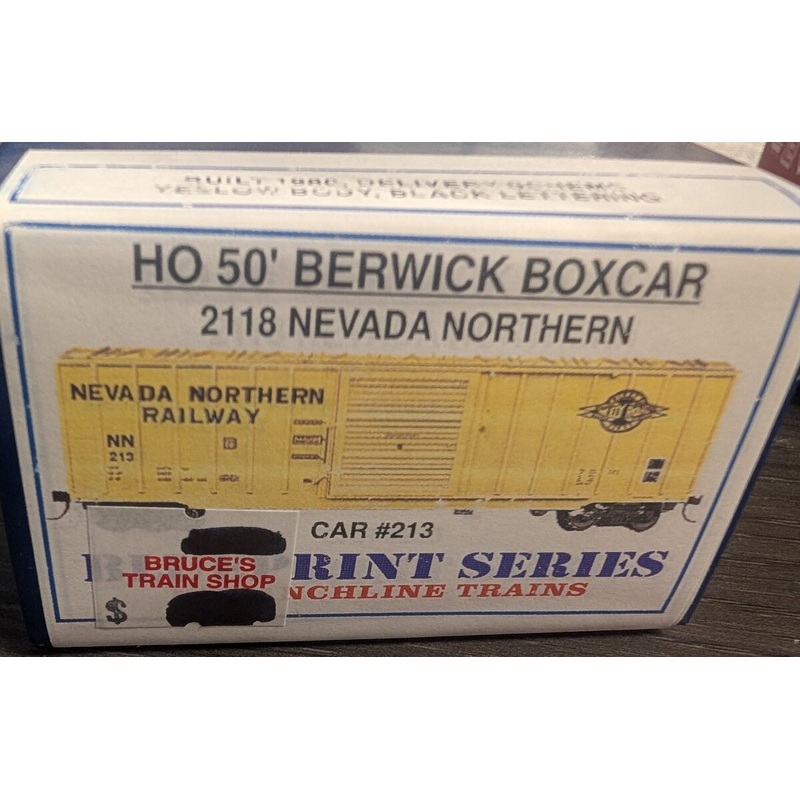 BUILT 1980, DELIVERY SCHEME,
YELLOW BODY, BLACK LETTERING
HO 50' BERWICK BOXCAR
2118 NEVADA NORTHERN
NEVADA NORTHERN
RAILWAY
NN
213
CAR #213
RINT SERIES
NCHLINE TRAINS
BRUCE'S
TRAIN SHOP
$